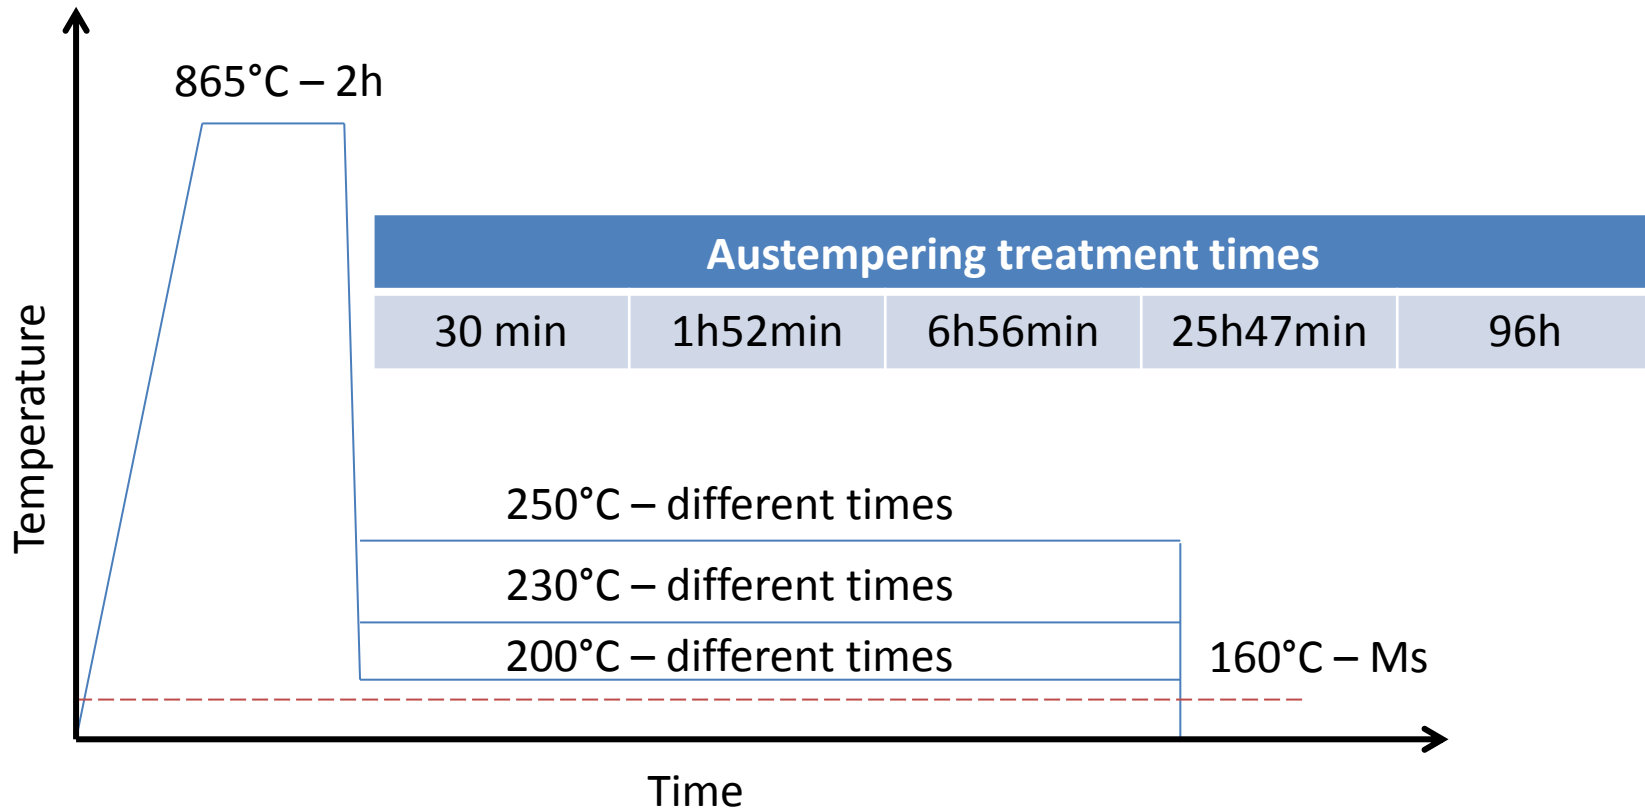 865°C – 2h
Austempering treatment times
30 min 1h52min 6h56min 25h47min 96h
Temperature
250°C – different times
230°C – different times
200°C – different times
160°C – Ms
Time